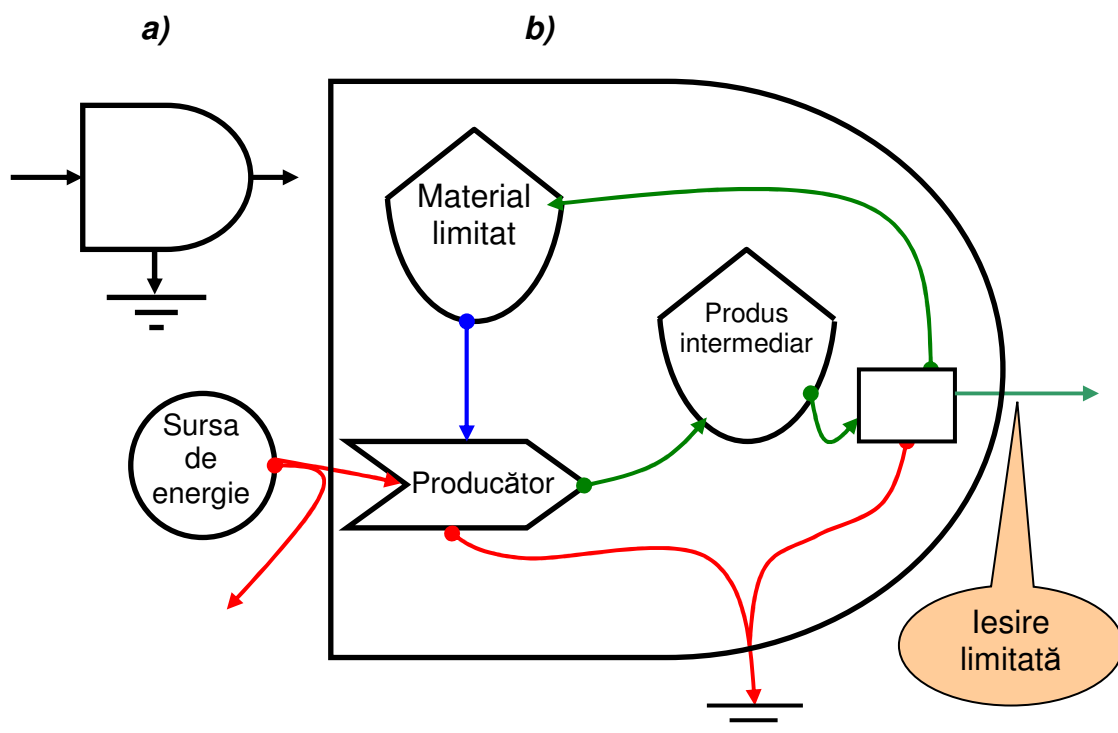 a)
b)
Material
limitat
Produs
intermediar
Sursa
de
energie
Producător
Iesire
limitată